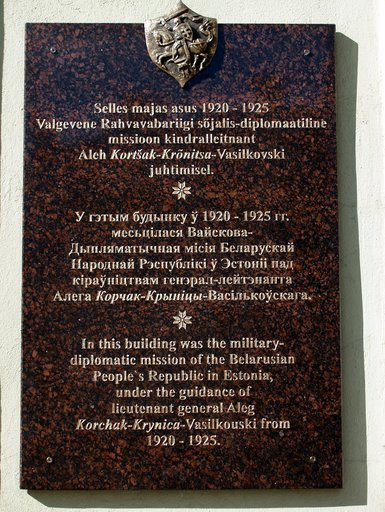 Selles majas asus 1920 - 1925
Valgevene Rahvavabariigi sõjalis-diplomaatiline
missioon kindralleitnant
Aleh Kortšak-Krõnitsa-Vasilkovski
juhtimisel.
У гэтым будынку ў 1920 - 1925 гг.
месьцілася Вайскова-
Дыпляматычная місія Беларускай
Народнай Рэспублікі ў Эстоніі пад
кіраўніцтвам генэрал-лейтэнанта
Алега Корчак-Крыніцы-Васількоўскага.
In this building was the military-
diplomatic mission of the Belarusian
People`s Republic in Estonia,
under the guidance of
lieutenant general Aleg
Korchak-Krynica-Vasilkouski from
1920 - 1925.